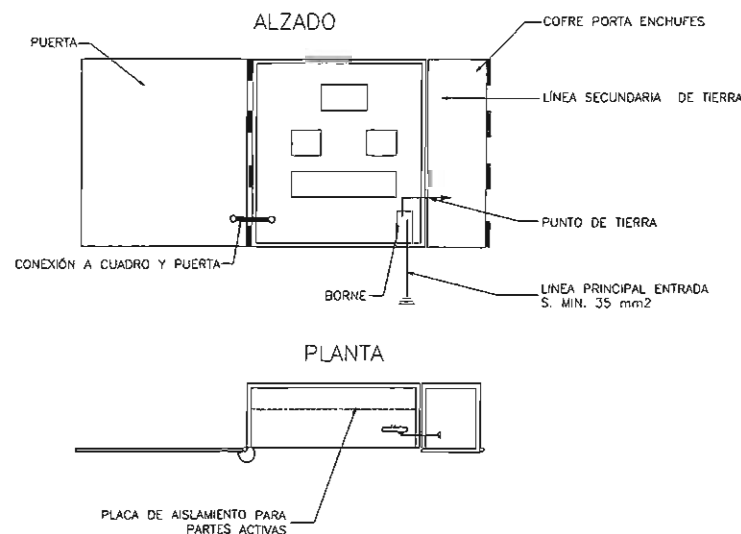 ALZADO
PUERTA
COFRE PORTA ENCHUFES
LÍNEA SECUNDARIA DE TIERRA
PUNTO DE TIERRA
CONEXIÓN A CUADRO Y PUERTA
BORNE
LINEA PRINCIPAL ENTRADA
S. MIN. 35 mm2
PLANTA
PLACA DE AISLAMIENTO PARA
PARTES ACTIVAS